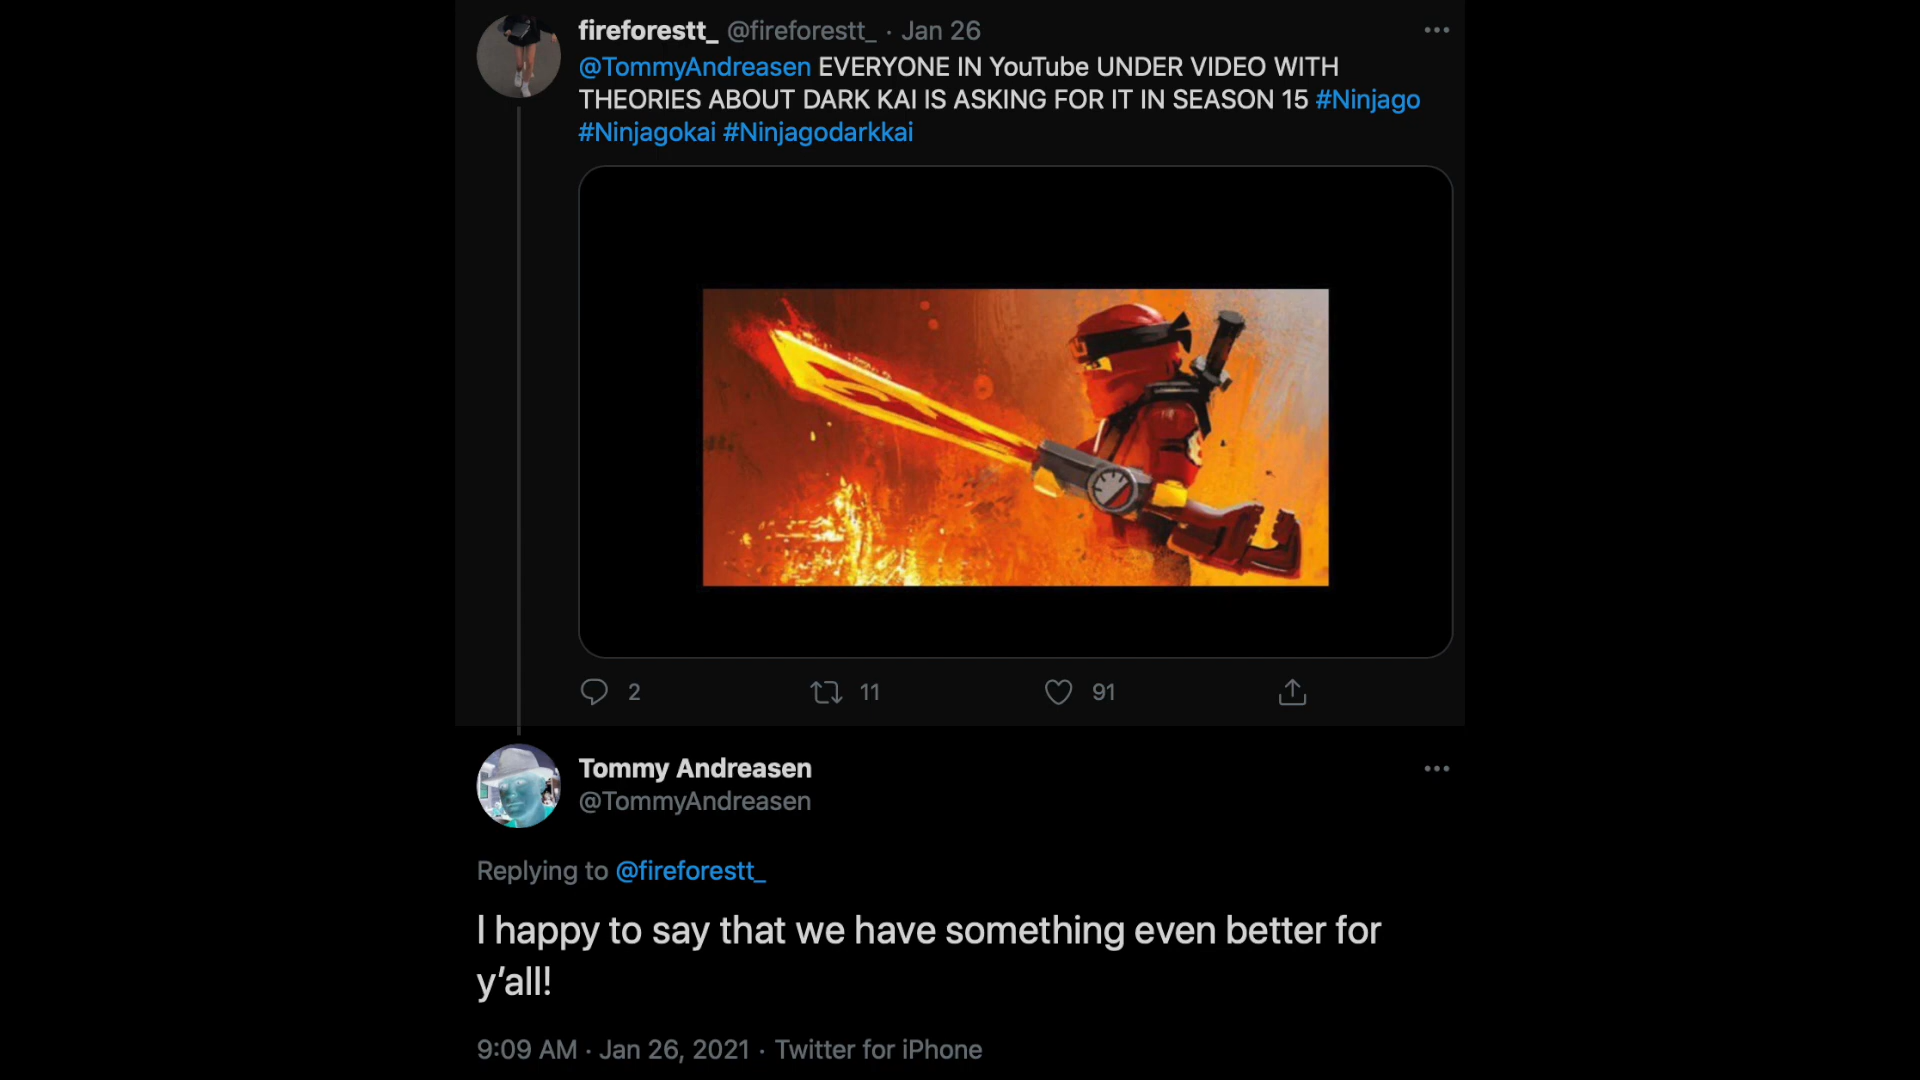 fireforestt_ @fireforestt_ · Jan 26
@TommyAndreasen EVERYONE IN YouTube UNDER VIDEO WITH
THEORIES ABOUT DARK KAI IS ASKING FOR IT IN SEASON 15 #Ninjago
#Ninjagokai #Ninjagodarkkai
2 11 91
Tommy Andreasen
@TommyAndreasen
Replying to @fireforestt_
I happy to say that we have something even better for
y’all!
9:09 AM · Jan 26, 2021 · Twitter for iPhone